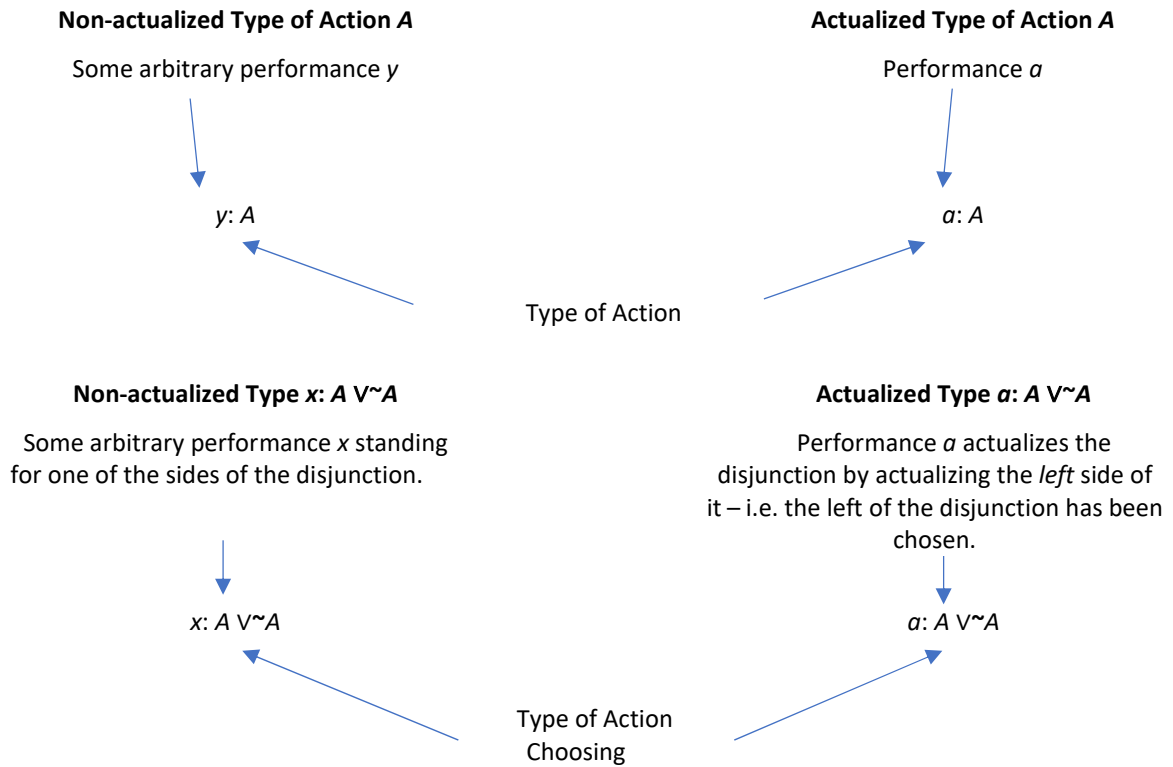 Non-actualized Type of Action A
Actualized Type of Action A
Some arbitrary performance y
Performance a
y: A
a: A
Type of Action
Non-actualized Type x: A ∨~A
Actualized Type a: A ∨~A
Some arbitrary performance x standing
for one of the sides of the disjunction.
Performance a actualizes the
disjunction by actualizing the left side of
it – i.e. the left of the disjunction has been
chosen.
x: A ∨~A
a: A ∨~A
Type of Action
Choosing